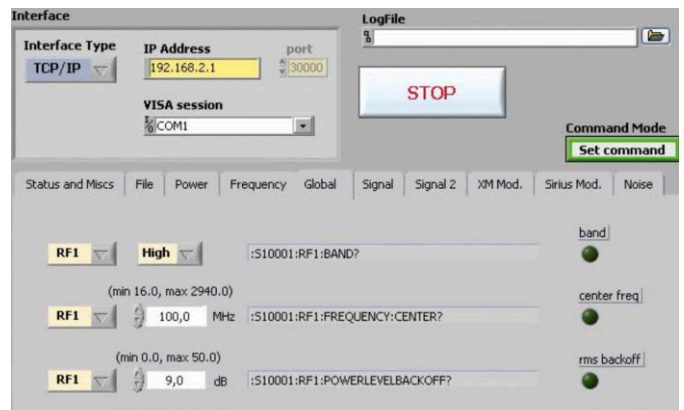 Interface
LogFile
Interface Type
IP Address
port
TCP/IP
192.168.2.1
30000
STOP
VISA session
COM1
Command Mode
Set command
Status and Miscs File Power Frequency Global Signal Signal 2 XM Mod. Sirius Mod. Noise
band
RF1 High :S10001:RF1:BAND?
(min 16.0, max 2940.0)
center freq
RF1 100,0 MHz :S10001:RF1:FREQUENCY:CENTER?
(min 0.0, max 50.0)
rms backoff
RF1 9,0 dB :S10001:RF1:POWERLEVELBACKOFF?